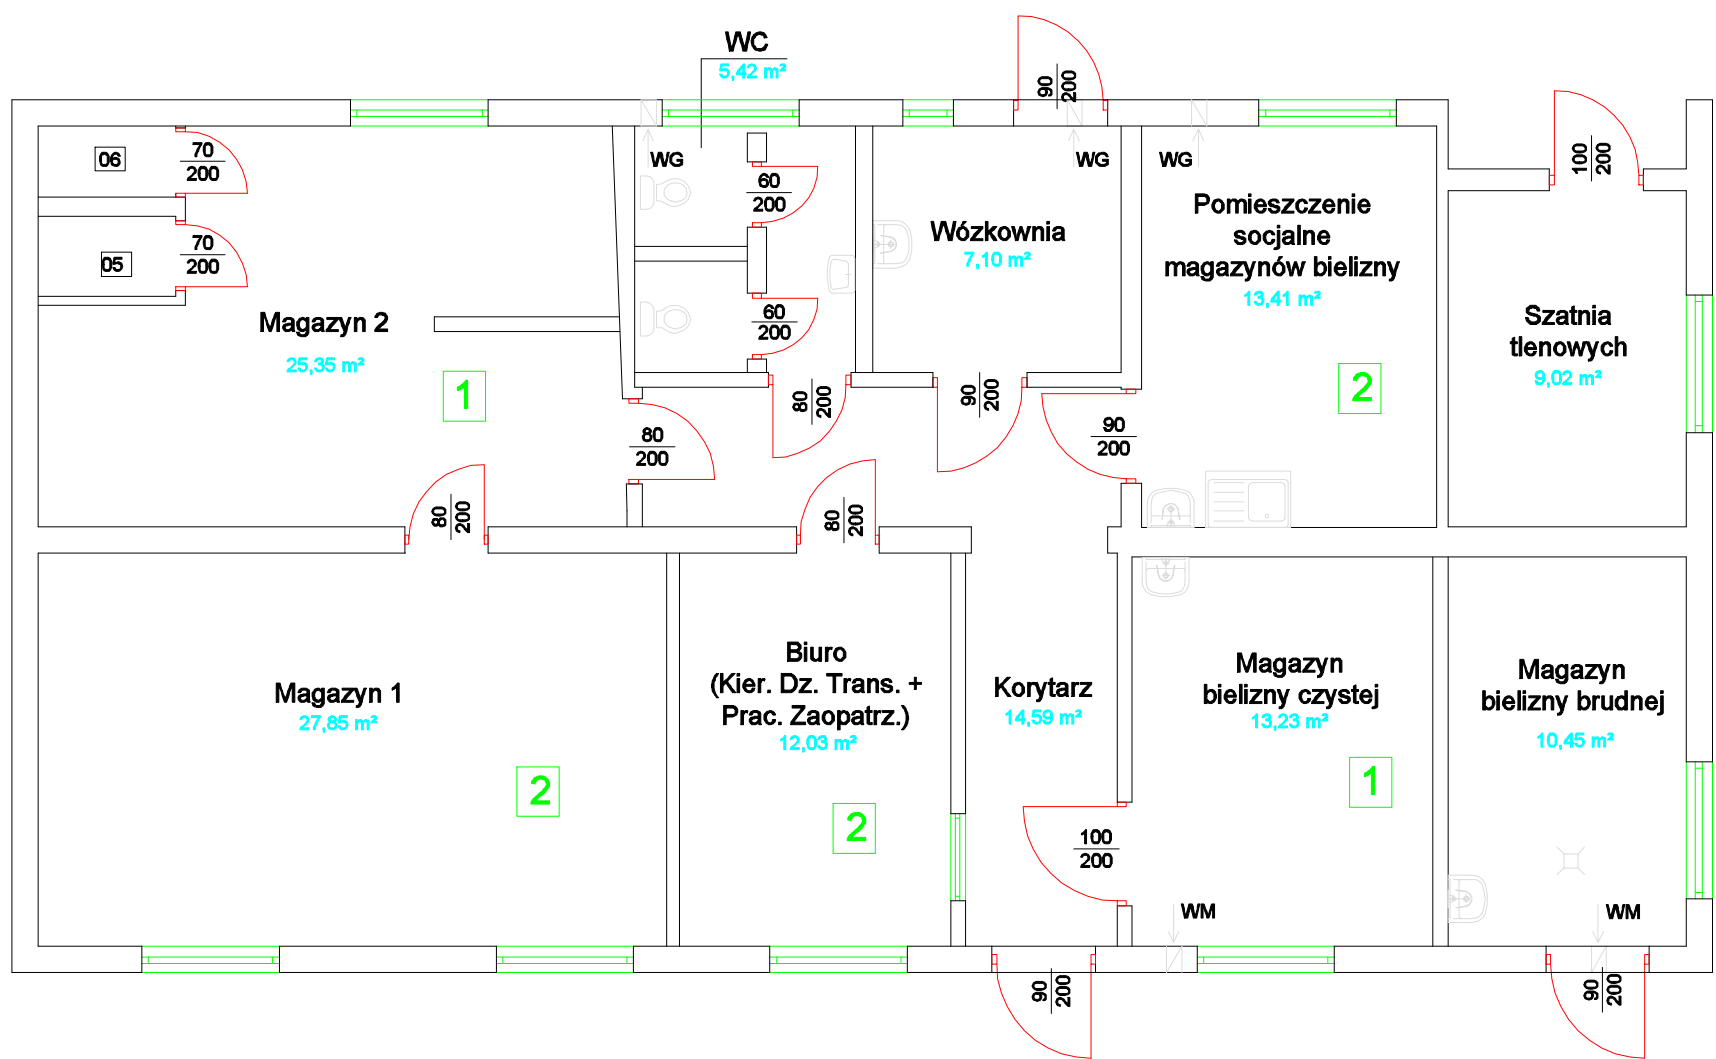 WC
5,42 m²
90
200
06
70
200
WG
60
200
WG
WG
100
200
05
70
200
Wózkownia
7,10 m²
Pomieszczenie
socjalne
magazynów bielizny
13,41 m²
Magazyn 2
25,35 m²
60
200
Szatnia
tlenowych
9,02 m²
1
80
200
90
200
2
80
200
90
200
80
200
80
200
Magazyn 1
27,85 m²
Biuro
(Kier. Dz. Trans. +
Prac. Zaopatrz.)
12,03 m²
Korytarz
14,59 m²
Magazyn
bielizny czystej
13,23 m²
Magazyn
bielizny brudnej
10,45 m²
2
2
1
100
200
WM
WM
90
200
90
200